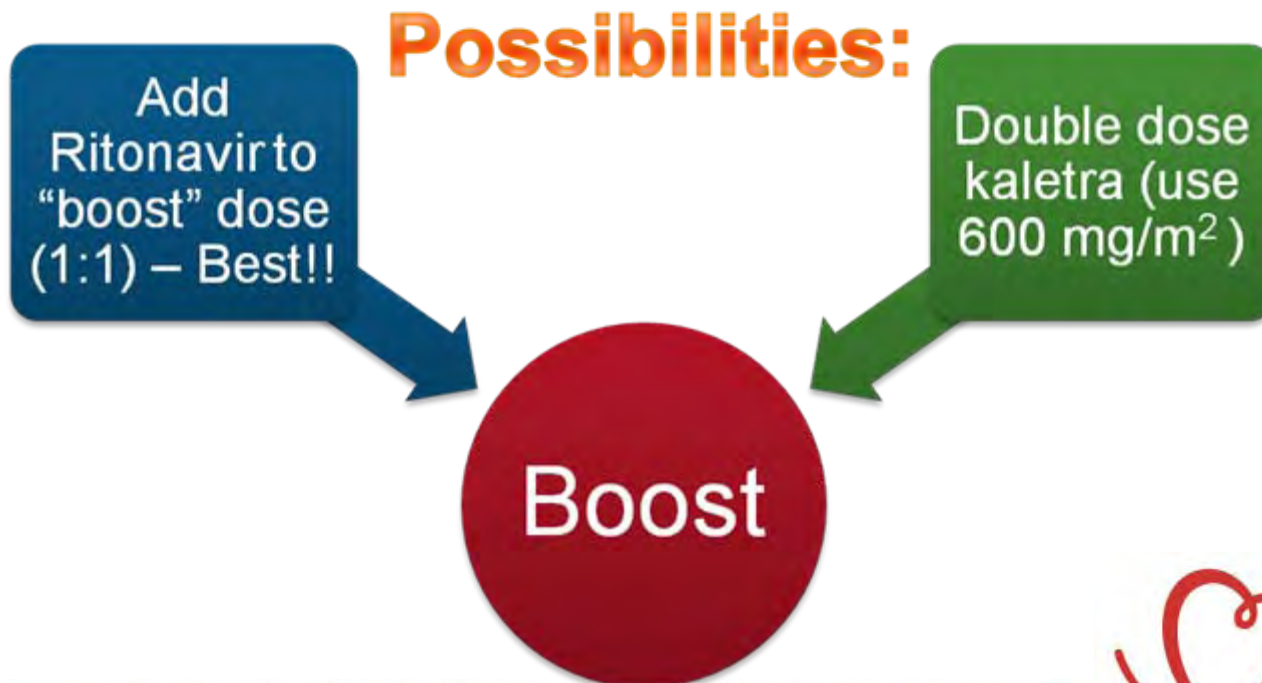 Possibilities:
Add
Ritonavir to
“boost” dose
(1:1) – Best!!
Double dose
kaletra (use
600 mg/m² )
Boost